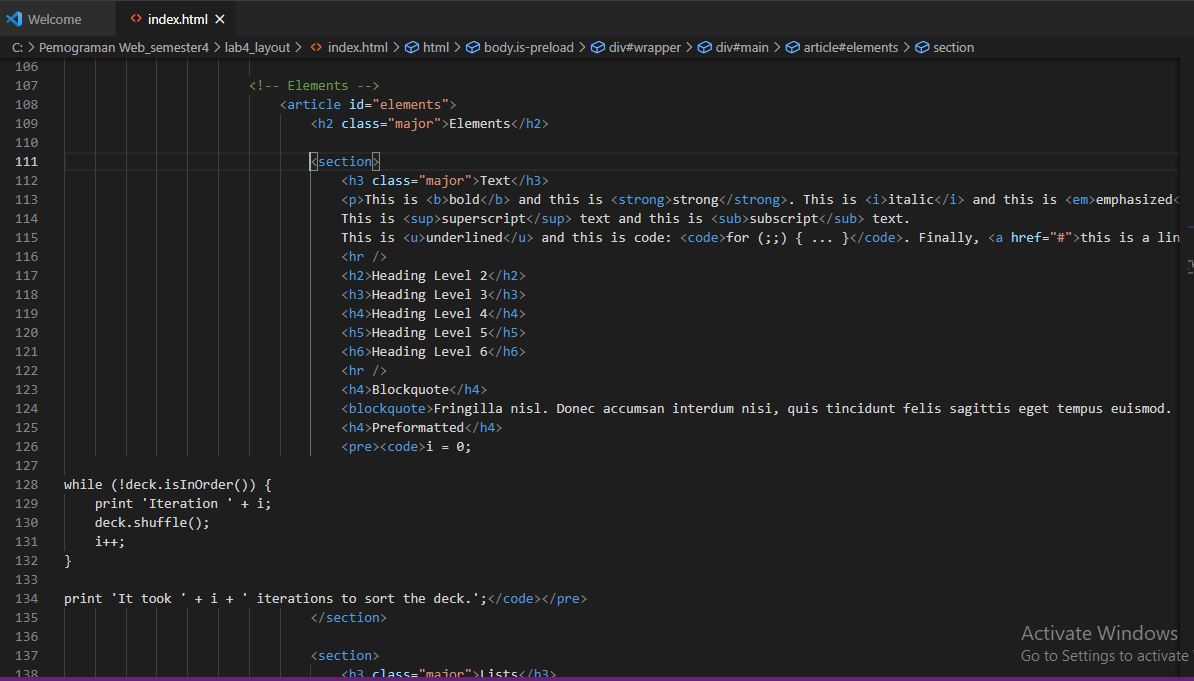 Welcome
index.html
C: > Pemograman Web_semester4 > lab4_layout > index.html > html > body.is-preload > div#wrapper > div#main > article#elements > section
106
107 <!-- Elements -->
108 <article id="elements">
109 <h2 class="major">Elements</h2>
110
111 <section>
112 <h3 class="major">Text</h3>
113 <p>This is <b>bold</b> and this is <strong>strong</strong>. This is <i>italic</i> and this is <em>emphasized<
114 This is <sup>superscript</sup> text and this is <sub>subscript</sub> text.
115 This is <u>underlined</u> and this is code: <code>for (;;) { ... }</code>. Finally, <a href="#">this is a lin
116 <hr />
117 <h2>Heading Level 2</h2>
118 <h3>Heading Level 3</h3>
119 <h4>Heading Level 4</h4>
120 <h5>Heading Level 5</h5>
121 <h6>Heading Level 6</h6>
122 <hr />
123 <h4>Blockquote</h4>
124 <blockquote>Fringilla nisl. Donec accumsan interdum nisi, quis tincidunt felis sagittis eget tempus euismod.
125 <h4>Preformatted</h4>
126 <pre><code>i = 0;
127
128 while (!deck.isInOrder()) {
129 print 'Iteration ' + i;
130 deck.shuffle();
131 i++;
132 }
133
134 print 'It took ' + i + ' iterations to sort the deck.';</code></pre>
135 </section>
136
137 <section>
138 <h3 class="major">Lists</h3>
Activate Windows
Go to Settings to activate